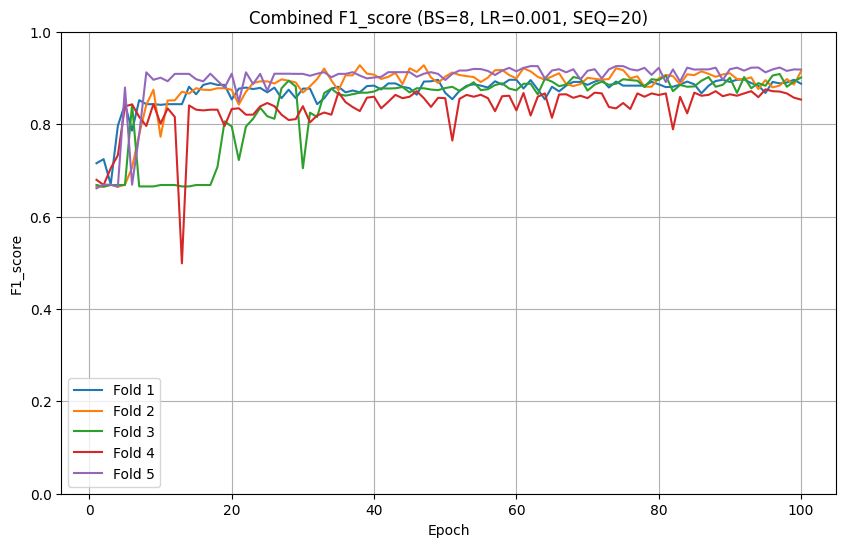 Combined F1_score (BS=8, LR=0.001, SEQ=20)
F1_score
1.0
0.8
0.6
0.4
0.2
0.0
Fold 1
Fold 2
Fold 3
Fold 4
Fold 5
0
20
40
60
80
100
Epoch